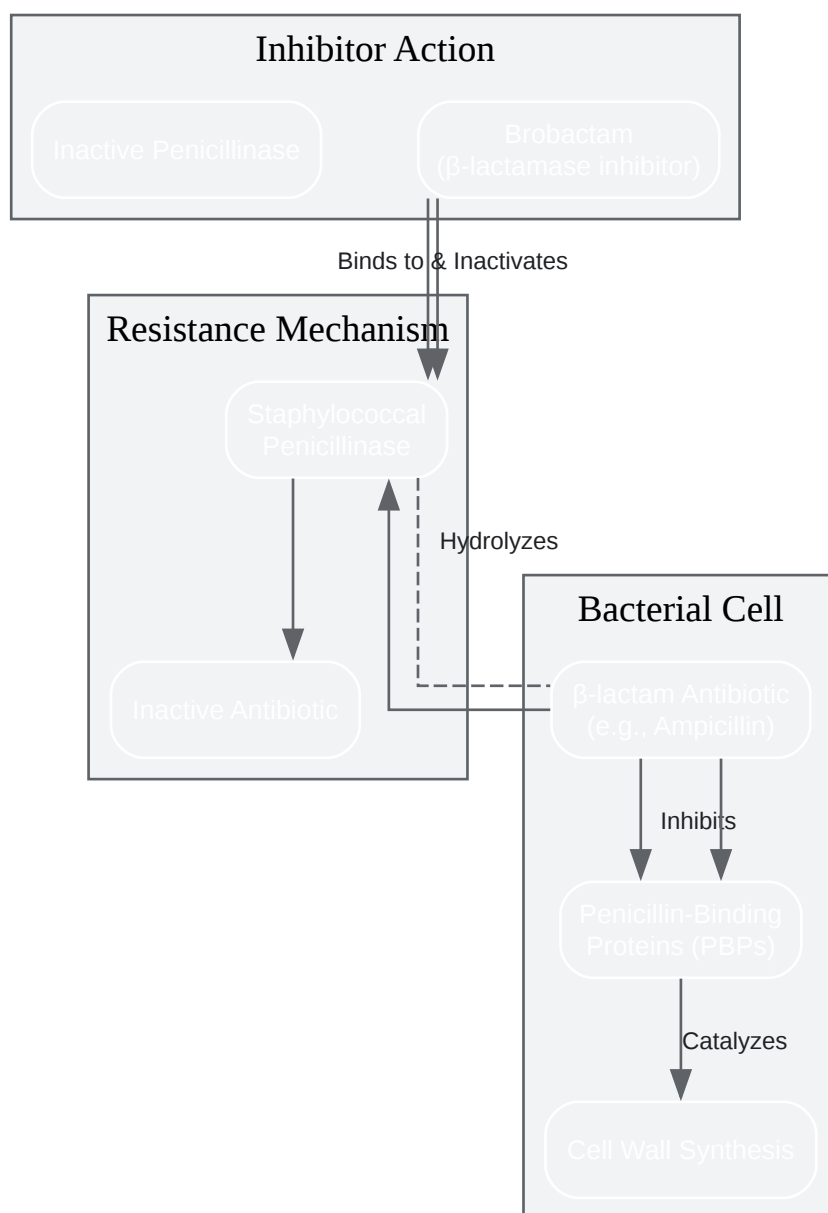 Inhibitor Action
Inactive Penicillinase
Brobactam
(β-lactamase inhibitor)
Binds to & Inactivates
Resistance Mechanism
Staphylococcal
Penicillinase
Hydrolyzes
Bacterial Cell
Inactive Antibiotic
β-lactam Antibiotic
(e.g., Ampicillin)
Inhibits
Penicillin-Binding
Proteins (PBPs)
Catalyzes
Cell Wall Synthesis